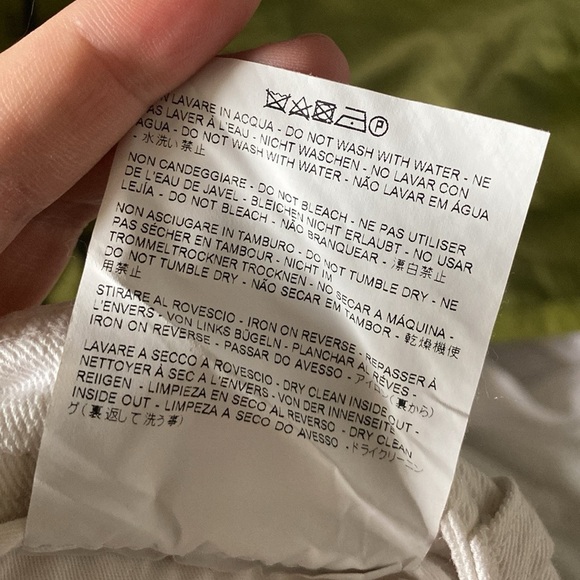 LAVARE IN ACQUA - DO NOT WASH WITH WATER - NE
PAS LAVER À L'EAU - NICHT WASCHEN - NO LAVAR CON
AGUA - DO NOT WASH WITH WATER - NÃO LAVAR EM ÁGUA
- 水洗い禁止
NON CANDEGGIARE - DO NOT BLEACH - NE PAS UTILISER
DE L'EAU DE JAVEL - BLEICHEN NICHT ERLAUBT - NO USAR
LEJÍA - DO NOT BLEACH - NÃO BRANQUEAR - 漂白禁止
NON ASCIUGARE IN TAMBURO - DO NOT TUMBLE DRY - NE
PAS SÉCHER EN TAMBOUR - NICHT IN
TROMMELTROCKNER TROCKNEN - NO SECAR A MÁQUINA -
DO NOT TUMBLE DRY - NÃO SECAR EM TAMBOR - 乾燥機使
用禁止
STIRARE AL ROVESCIO - IRON ON REVERSE - REPASSER À
L'ENVERS - VON LINKS BÜGELN - PLANCHAR AL REVÉS -
IRON ON REVERSE - PASSAR DO AVESSO - アイロン(裏から)
LAVARE A SECCO A ROVESCIO - DRY CLEAN INSIDE OUT -
NETTOYER À SEC A L'ENVERS - VON DER INNENSEITE
REIIGEN - LIMPIEZA EN SECO AL REVERSO - DRY CLEAN
INSIDE OUT - LIMPEZA A SECO DO AVESSO - ドライクリーニン
グ(裏返して洗う事)